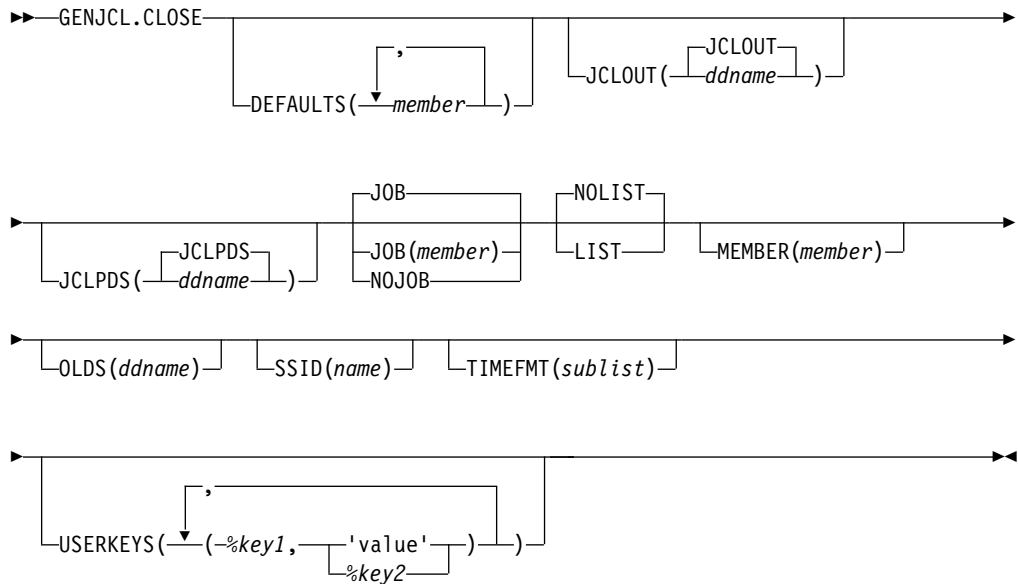 GENJCL.CLOSE
,
DEFAULTS( member )
JCLOUT
JCLOUT( ddname )
JCLPDS
JCLPDS( ddname )
JOB
JOB(member)
NOJOB
NOLIST
LIST
MEMBER(member)
OLDS(ddname)
SSID(name)
TIMEFMT(sublist)
,
USERKEYS( (%key1, 'value' ) )
%key2